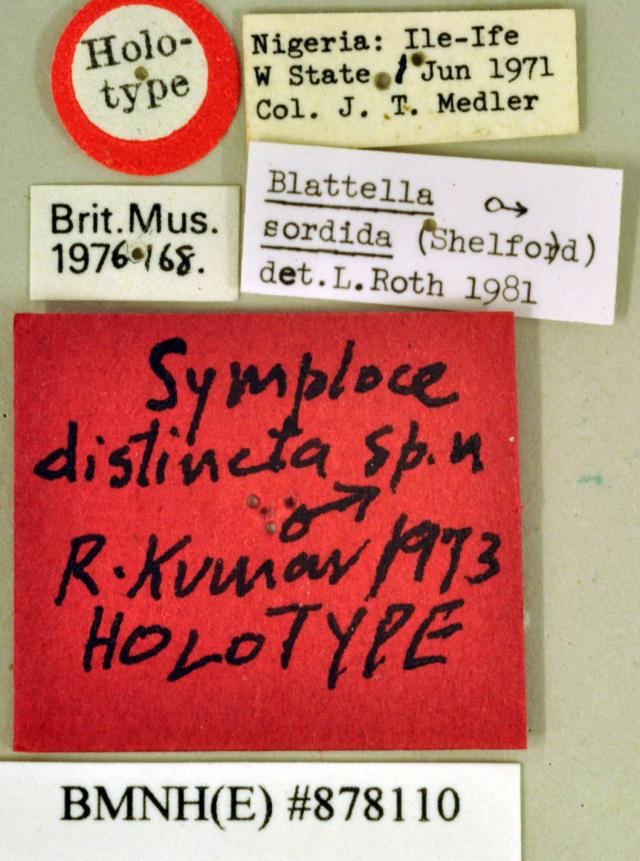 Holo-
type
Nigeria: Ile-Ife
W State 1 Jun 1971
Col. J. T. Medler
Brit.Mus.
1976-168.
Blattella ♂
sordida (Shelford)
det.L.Roth 1981
Symploce
distincta sp.n
♂
R.Kumar 1973
HOLOTYPE
BMNH(E) #878110